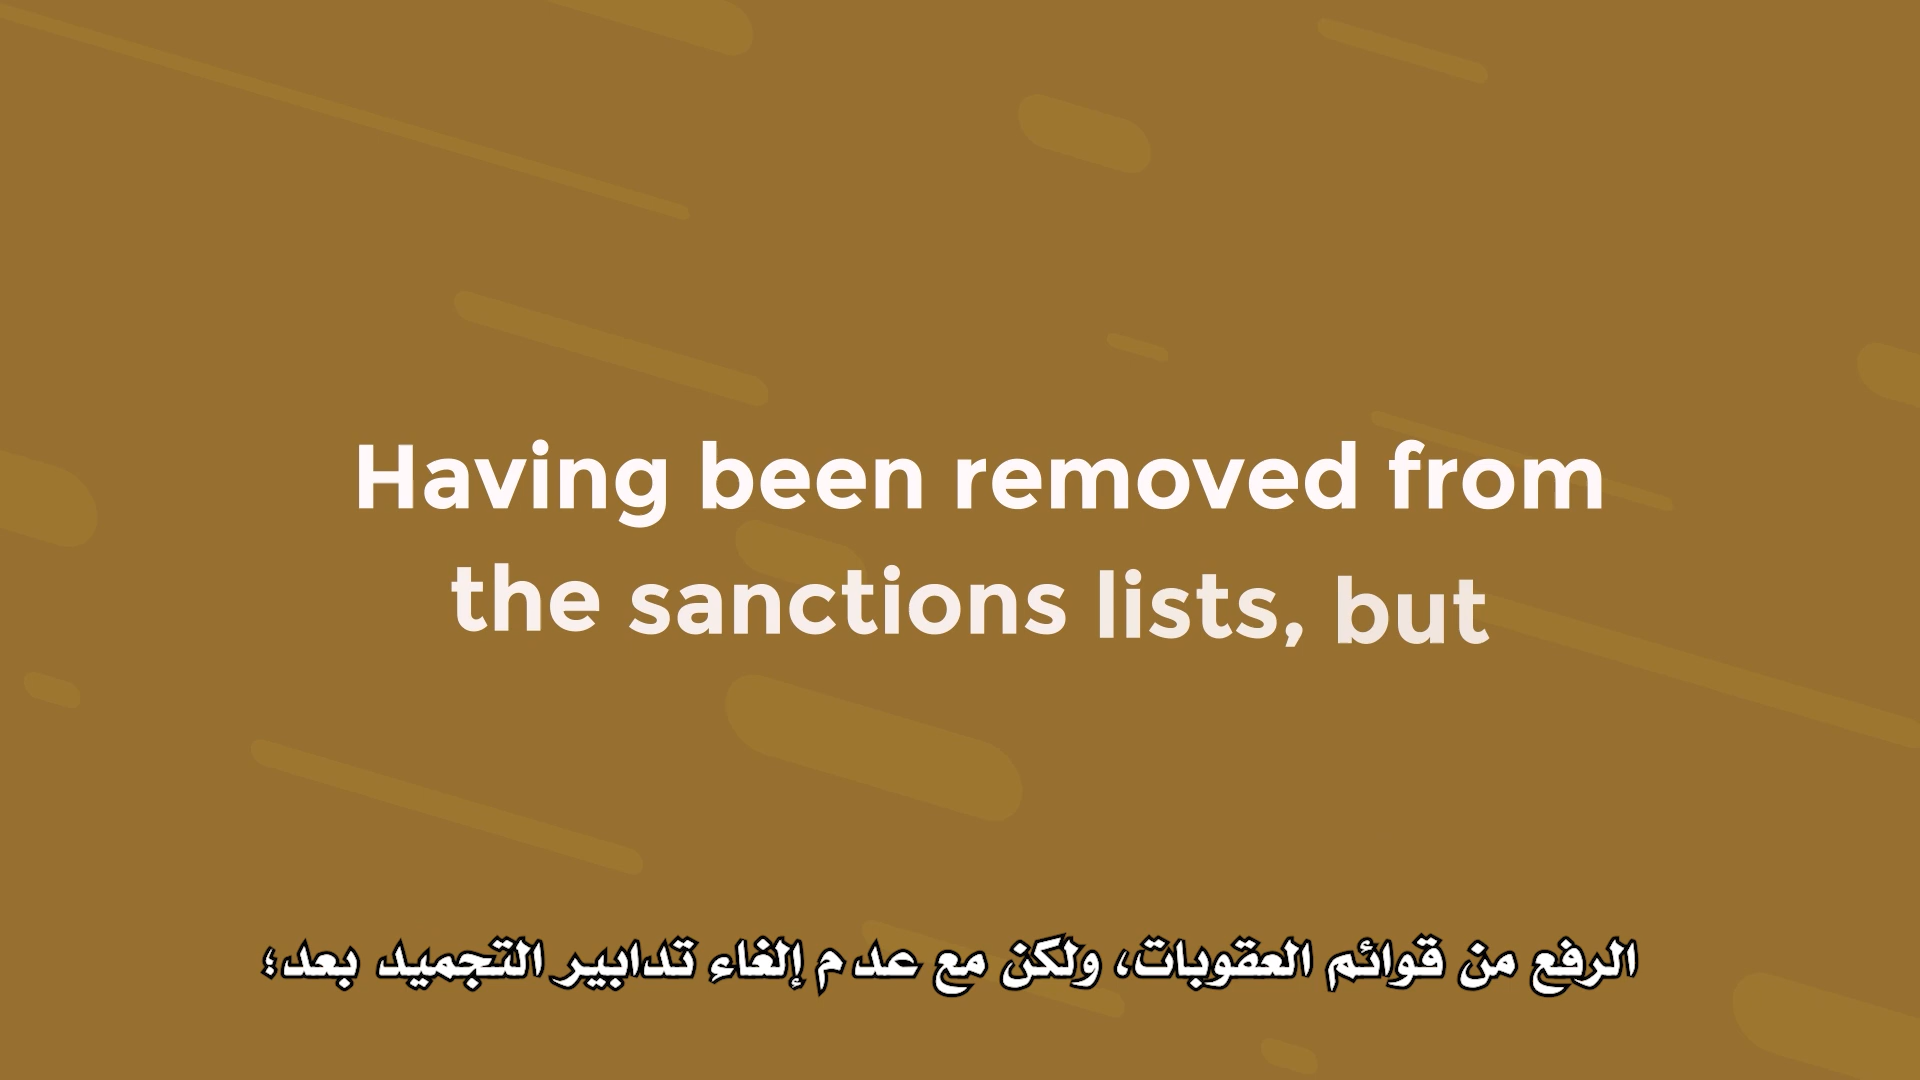 Having been removed from
the sanctions lists, but
الرفع من قوائم العقوبات، ولكن مع عدم إلغاء تدابير التجميد بعد؛